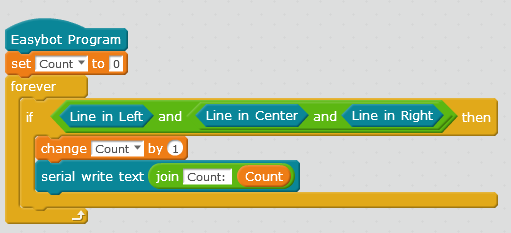 Easybot Program
set Count to 0
forever
if Line in Left and Line in Center and Line in Right then
change Count by 1
serial write text join Count: Count